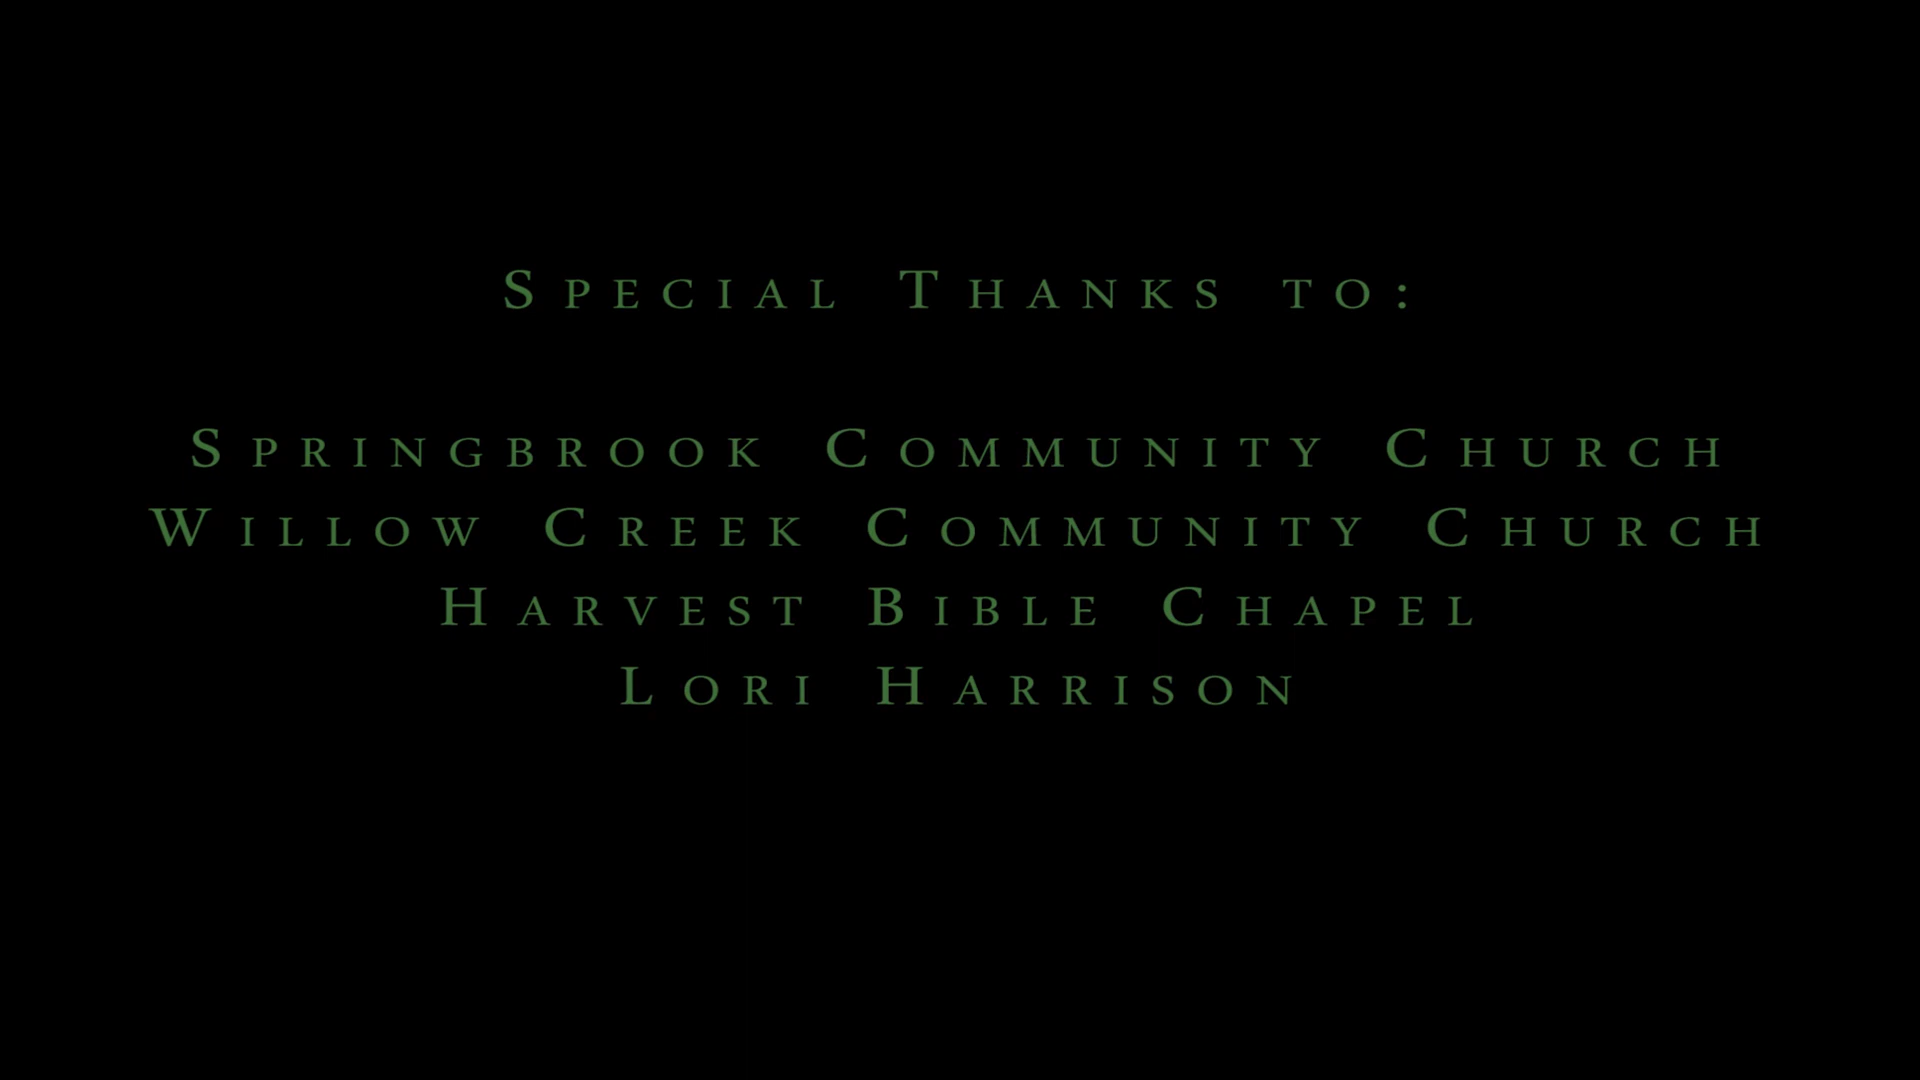 Special Thanks to:
Springbrook Community Church
Willow Creek Community Church
Harvest Bible Chapel
Lori Harrison